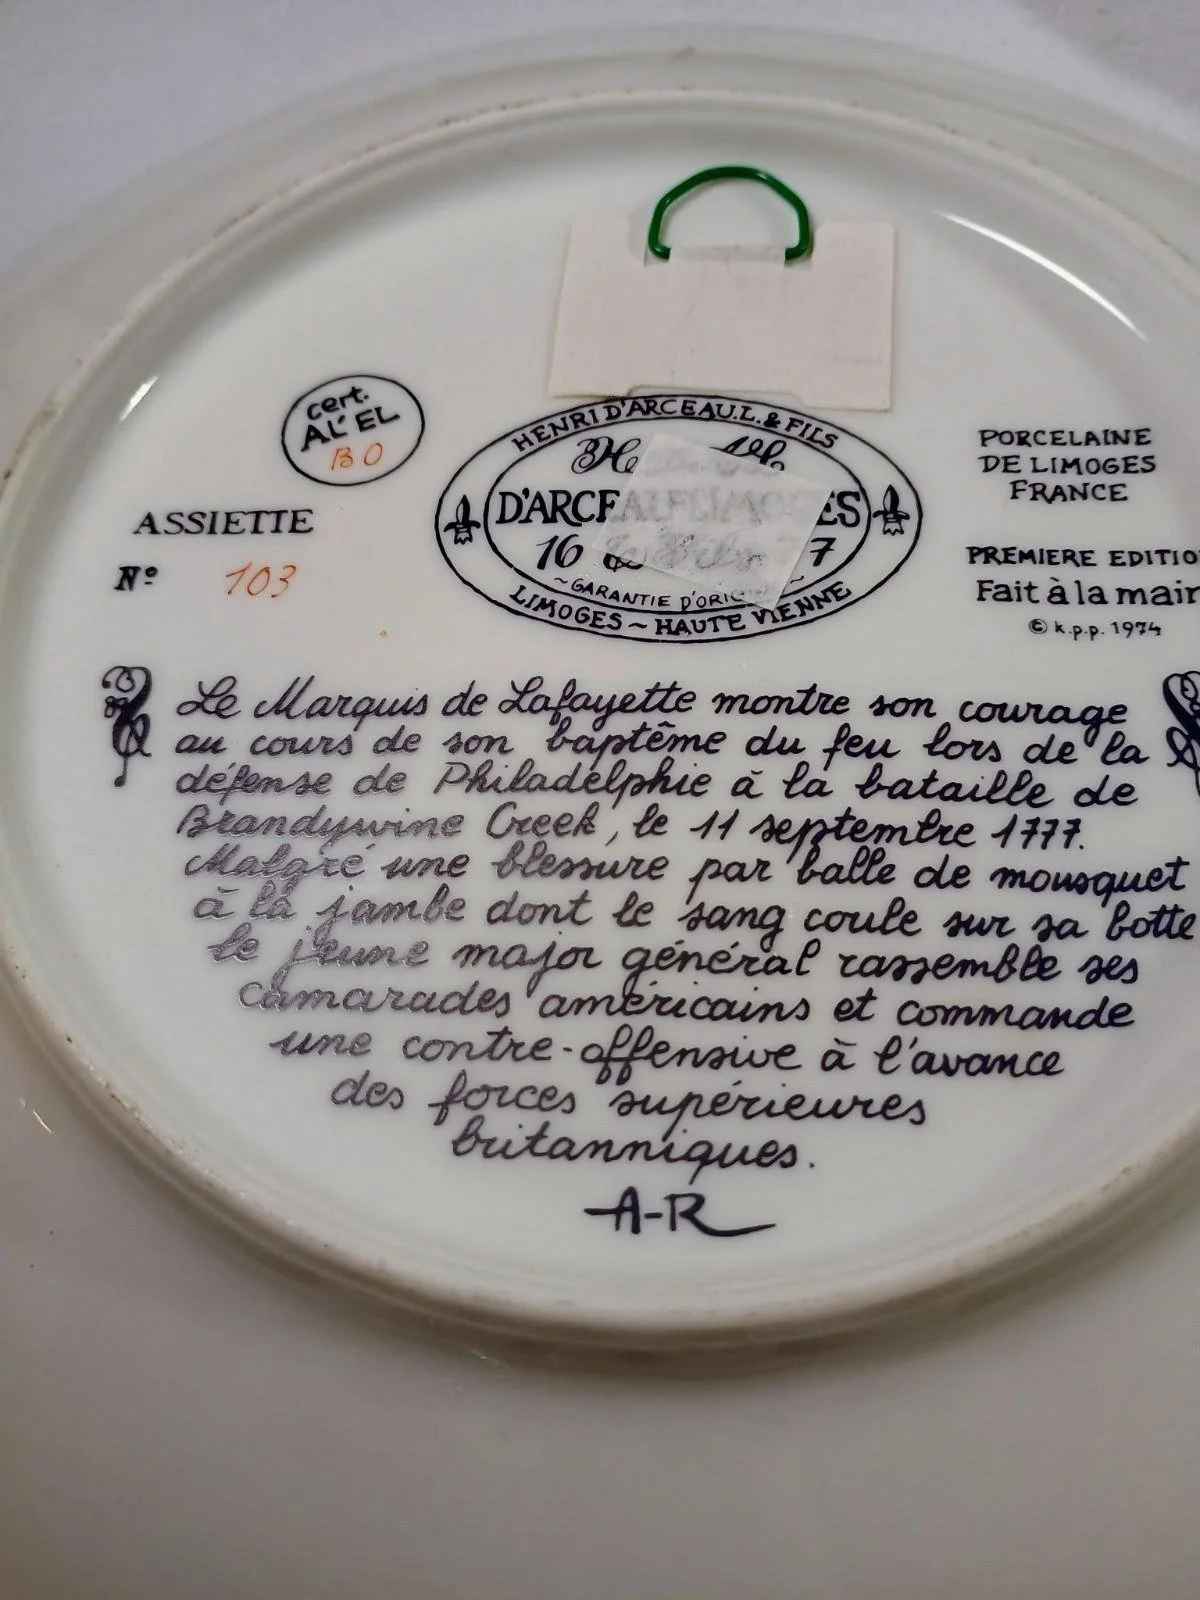 cert.
AL'EL
BO
ASSIETTE
Nº 103
HENRI D'ARCEAU.L. & FILS
D'ARCEAU-LIMOGES
16 77
~GARANTIE D'ORIG
LIMOGES ~ HAUTE VIENNE
PORCELAINE
DE LIMOGES
FRANCE
PREMIERE EDITIO
Fait à la mair
© k.p.p. 1974
Le Marquis de Lafayette montre son courage
au cours de son baptême du feu lors de la
défense de Philadelphie à la bataille de
Brandywine Creek, le 11 septembre 1777.
Malgré une blessure par balle de mousquet
à la jambe dont le sang coule sur sa botte
le jeune major général rassemble ses
camarades américains et commande
une contre-offensive à l'avance
des forces supérieures
britanniques.
A-R